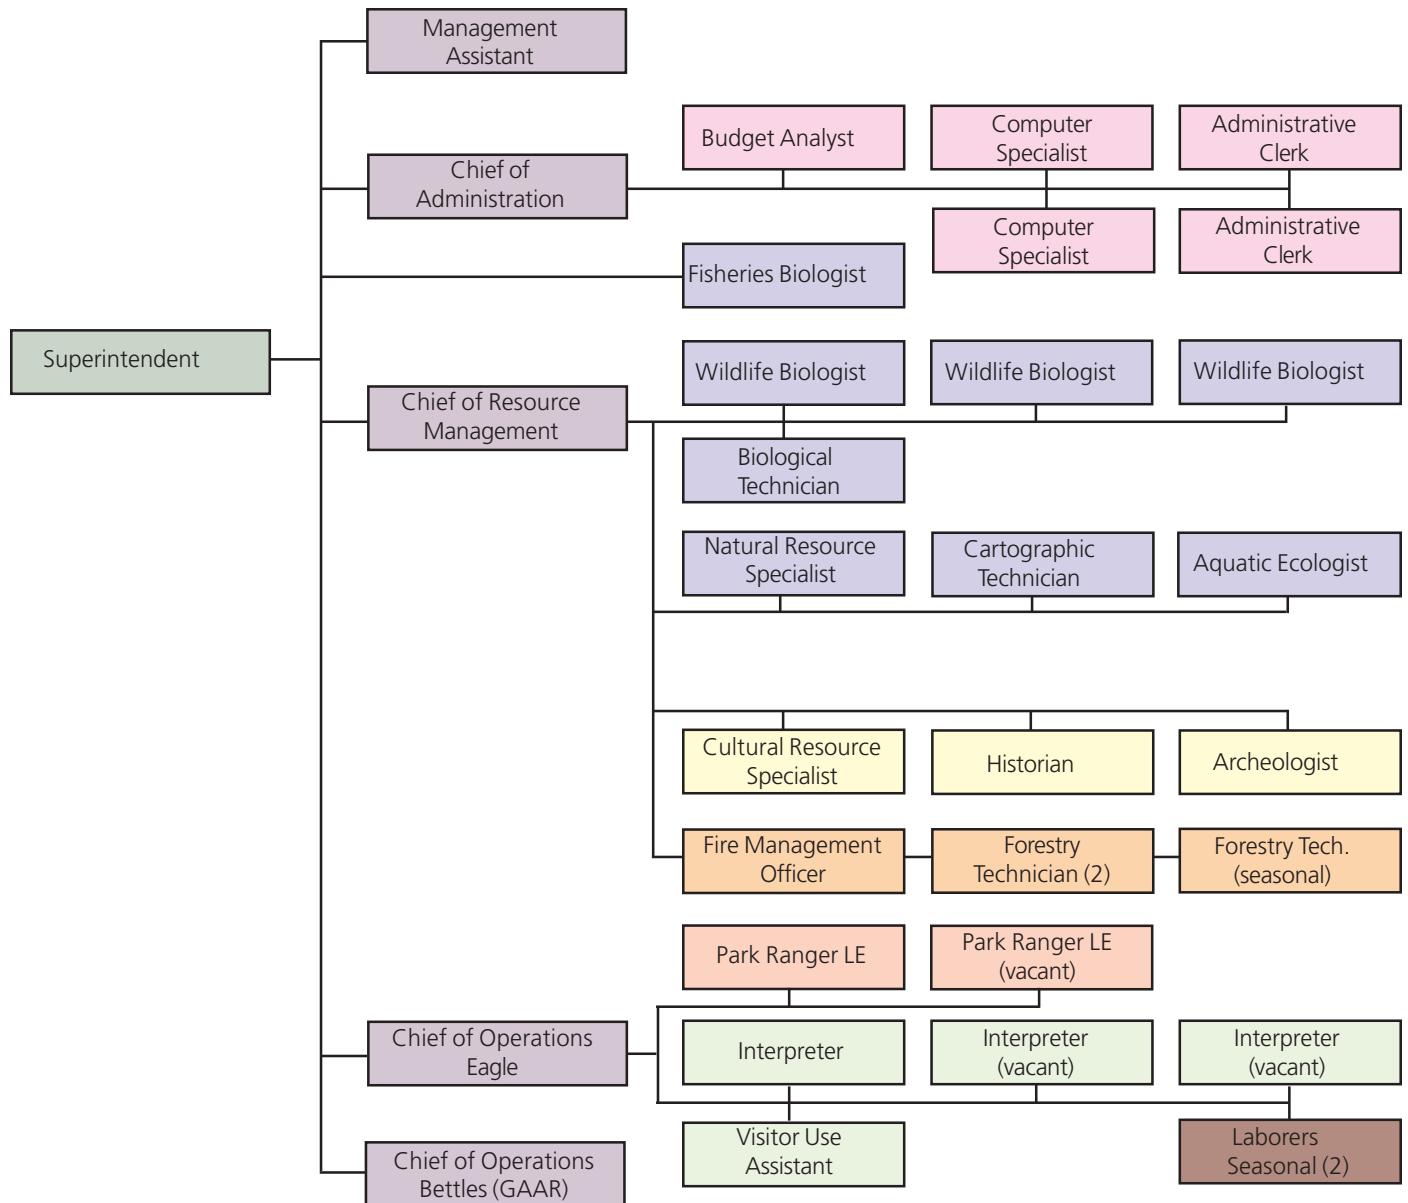 Management
Assistant
Budget Analyst
Computer
Specialist
Administrative
Clerk
Chief of
Administration
Computer
Specialist
Administrative
Clerk
Fisheries Biologist
Superintendent
Wildlife Biologist
Wildlife Biologist
Wildlife Biologist
Chief of Resource
Management
Biological
Technician
Natural Resource
Specialist
Cartographic
Technician
Aquatic Ecologist
Cultural Resource
Specialist
Historian
Archeologist
Fire Management
Officer
Forestry
Technician (2)
Forestry Tech.
(seasonal)
Park Ranger LE
Park Ranger LE
(vacant)
Chief of Operations
Eagle
Interpreter
Interpreter
(vacant)
Interpreter
(vacant)
Visitor Use
Assistant
Laborers
Seasonal (2)
Chief of Operations
Bettles (GAAR)